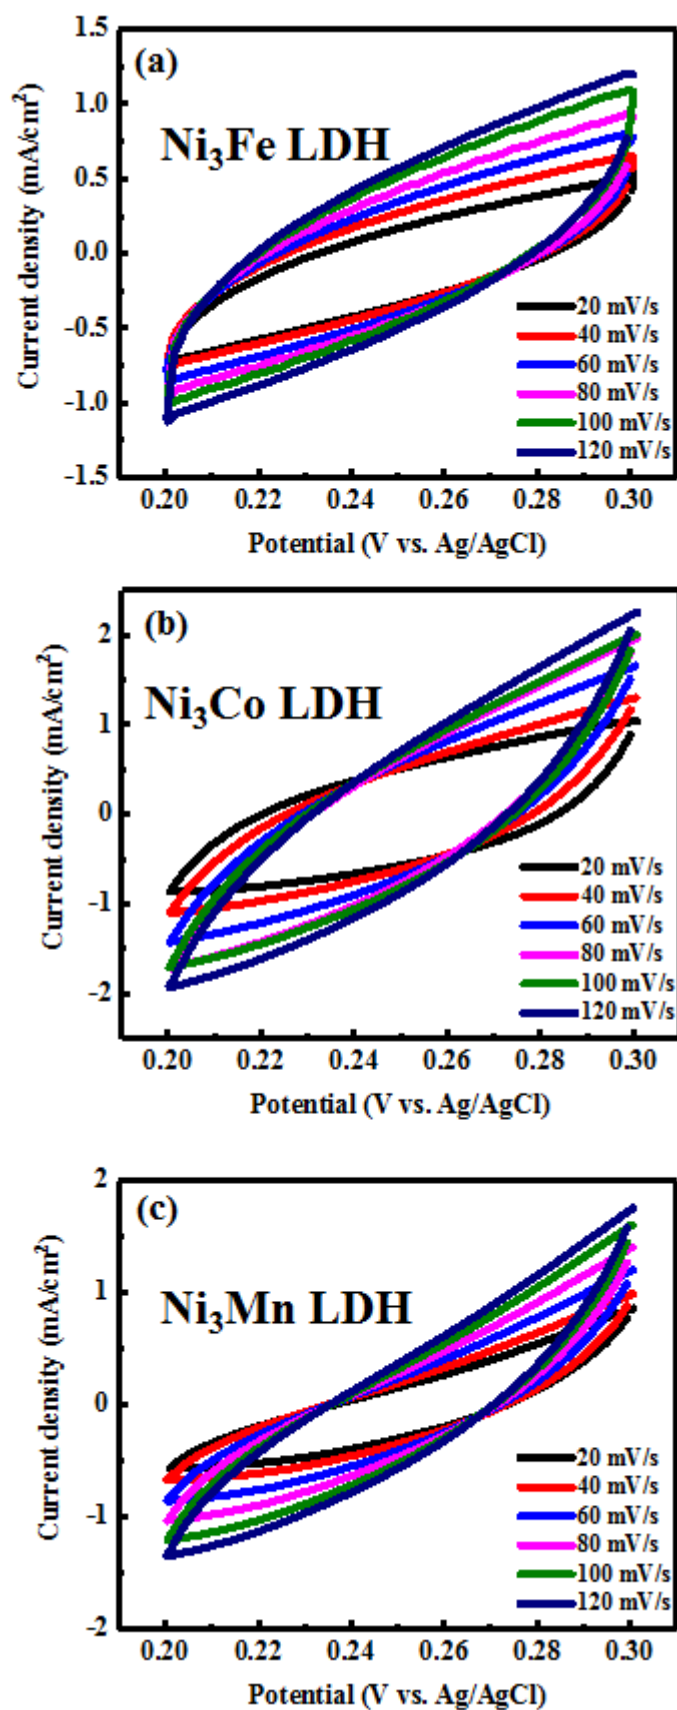 (a)
Ni₃Fe LDH
1.5
1.0
0.5
0.0
-0.5
-1.0
-1.5
Current density (mA/cm²)
20 mV/s
40 mV/s
60 mV/s
80 mV/s
100 mV/s
120 mV/s
0.20 0.22 0.24 0.26 0.28 0.30
Potential (V vs. Ag/AgCl)
(b)
Ni₃Co LDH
2
1
0
-1
-2
Current density (mA/cm²)
20 mV/s
40 mV/s
60 mV/s
80 mV/s
100 mV/s
120 mV/s
0.20 0.22 0.24 0.26 0.28 0.30
Potential (V vs. Ag/AgCl)
(c)
Ni₃Mn LDH
2
1
0
-1
-2
Current density (mA/cm²)
20 mV/s
40 mV/s
60 mV/s
80 mV/s
100 mV/s
120 mV/s
0.20 0.22 0.24 0.26 0.28 0.30
Potential (V vs. Ag/AgCl)